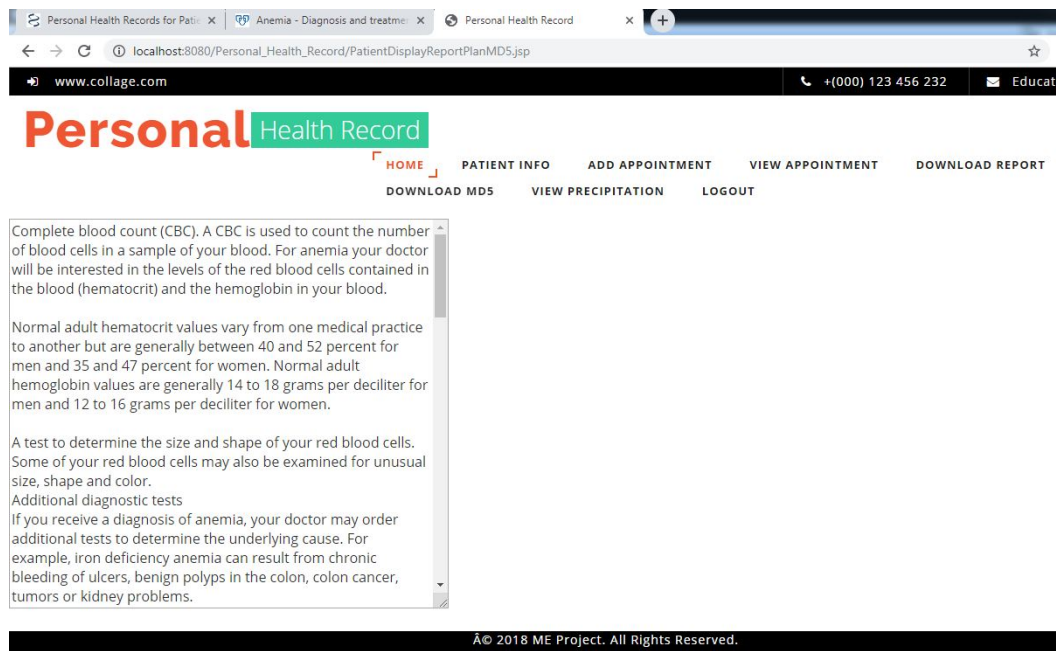 Personal Health Records for Patie
Anemia - Diagnosis and treatmen
Personal Health Record
localhost:8080/Personal_Health_Record/PatientDisplayReportPlanMD5.jsp
www.collage.com
+(000) 123 456 232
Educat
Personal Health Record
HOME PATIENT INFO ADD APPOINTMENT VIEW APPOINTMENT DOWNLOAD REPORT
DOWNLOAD MD5 VIEW PRECIPITATION LOGOUT
Complete blood count (CBC). A CBC is used to count the number
of blood cells in a sample of your blood. For anemia your doctor
will be interested in the levels of the red blood cells contained in
the blood (hematocrit) and the hemoglobin in your blood.
Normal adult hematocrit values vary from one medical practice
to another but are generally between 40 and 52 percent for
men and 35 and 47 percent for women. Normal adult
hemoglobin values are generally 14 to 18 grams per deciliter for
men and 12 to 16 grams per deciliter for women.
A test to determine the size and shape of your red blood cells.
Some of your red blood cells may also be examined for unusual
size, shape and color.
Additional diagnostic tests
If you receive a diagnosis of anemia, your doctor may order
additional tests to determine the underlying cause. For
example, iron deficiency anemia can result from chronic
bleeding of ulcers, benign polyps in the colon, colon cancer,
tumors or kidney problems.
Â© 2018 ME Project. All Rights Reserved.